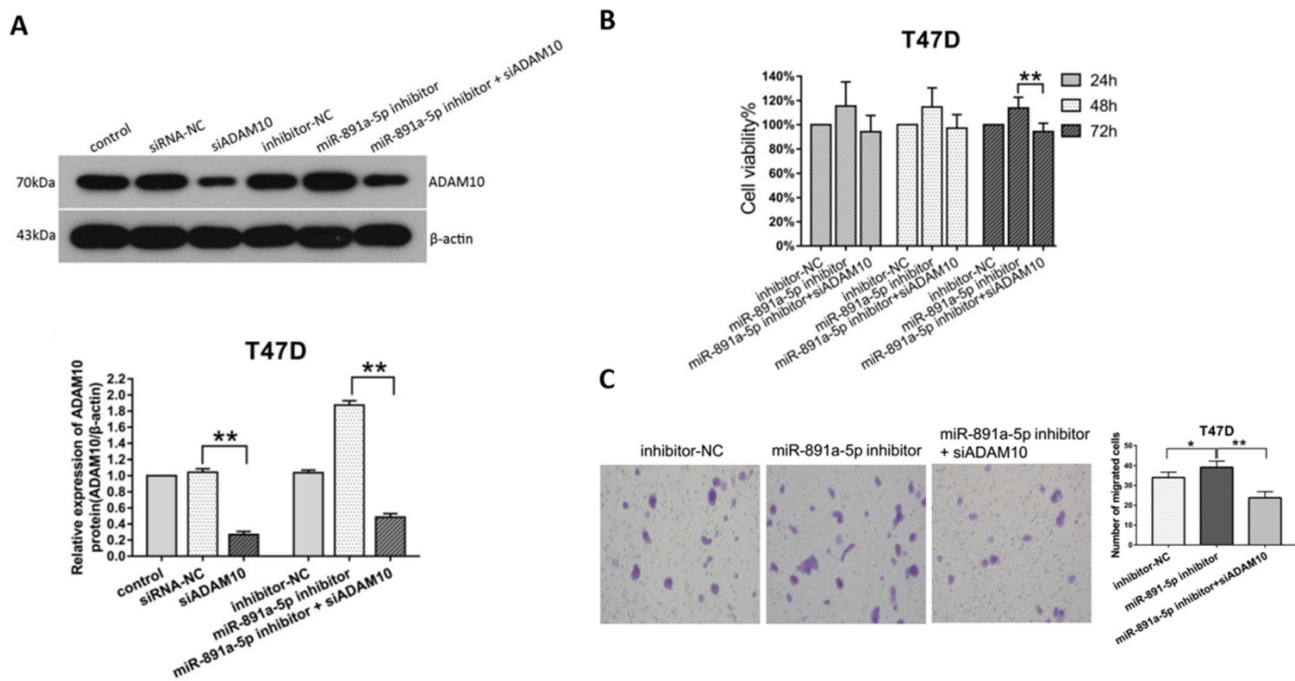 A
control
siRNA-NC
siADAM10
inhibitor-NC
miR-891a-5p inhibitor
miR-891a-5p inhibitor + siADAM10
70kDa
ADAM10
43kDa
β-actin
T47D
Relative expression of ADAM10
protein(ADAM10/β-actin)
2.2
2.0
1.8
1.6
1.4
1.2
1.0
0.8
0.6
0.4
0.2
0.0
**
**
control
siRNA-NC
siADAM10
inhibitor-NC
miR-891a-5p inhibitor
miR-891a-5p inhibitor + siADAM10
B
T47D
Cell viability%
140%
120%
100%
80%
60%
40%
20%
0%
**
24h
48h
72h
inhibitor-NC
miR-891a-5p inhibitor
miR-891a-5p inhibitor+siADAM10
inhibitor-NC
miR-891a-5p inhibitor
miR-891a-5p inhibitor+siADAM10
inhibitor-NC
miR-891a-5p inhibitor
miR-891a-5p inhibitor+siADAM10
C
inhibitor-NC
miR-891a-5p inhibitor
miR-891a-5p inhibitor
+ siADAM10
T47D
Number of migrated cells
50
40
30
20
10
0
*
**
inhibitor-NC
miR-891-5p inhibitor
miR-891a-5p inhibitor+siADAM10